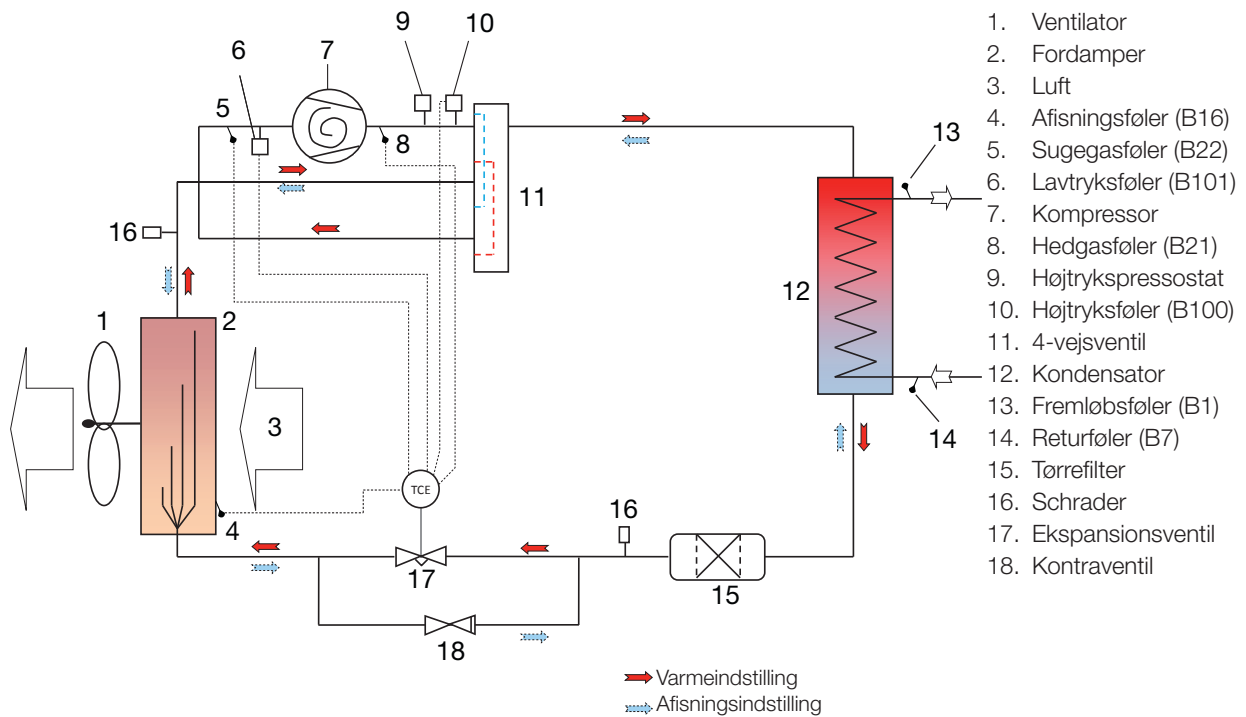 9
10
6
7
5
8
11
16
1
2
3
4
TCE
17
18
16
15
12
13
14
1. Ventilator
2. Fordamper
3. Luft
4. Afisningsføler (B16)
5. Sugegasføler (B22)
6. Lavtryksføler (B101)
7. Kompressor
8. Hedgasføler (B21)
9. Højtrykspressostat
10. Højtryksføler (B100)
11. 4-vejsventil
12. Kondensator
13. Fremløbsføler (B1)
14. Returføler (B7)
15. Tørrefilter
16. Schrader
17. Ekspansionsventil
18. Kontraventil
Varmeindstilling
Afisningsindstilling